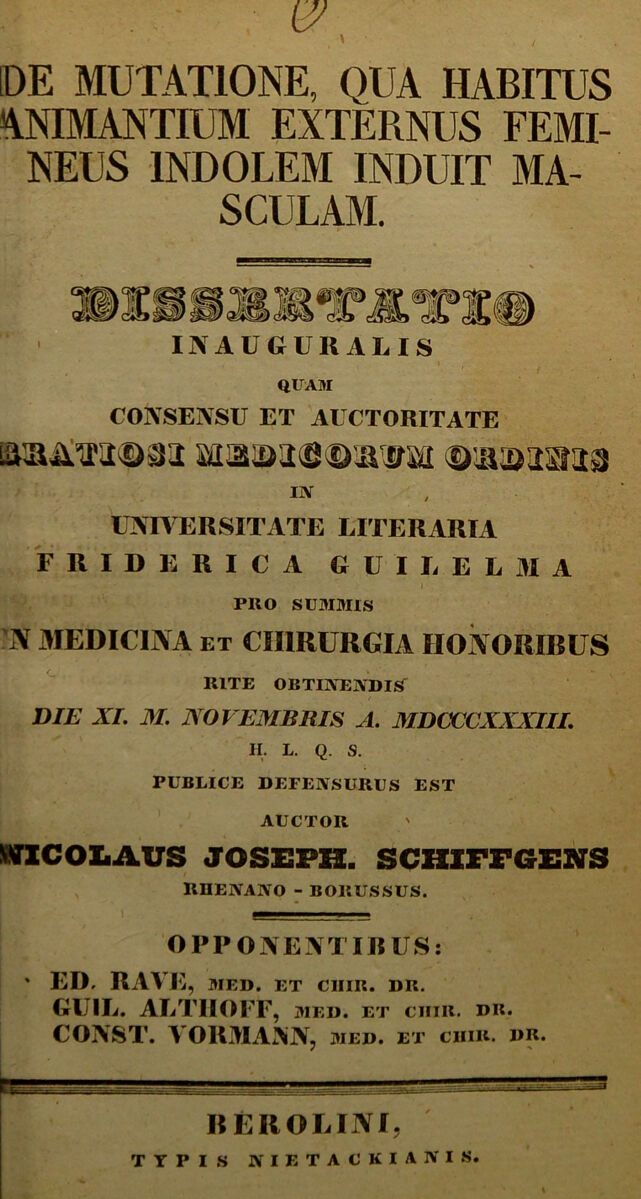 DE MUTATIONE, QUA HABITUS
ANIMANTIUM EXTERNUS FEMI-
NEUS INDOLEM INDUIT MA-
SCULAM.
DISSERTATIO
INAUGURALIS
QUAM
CONSENSU ET AUCTORITATE
GRATIOSI MEDICORUM ORDINIS
IN
UNIVERSITATE LITERARIA
FRIDERICA GUILELMA
PRO SUMMIS
N MEDICINA ET CHIRURGIA HONORIBUS
RITE OBTINENDIS
DIE XI. M. NOVEMBRIS A. MDCCCXXXIII.
H. L. Q. S.
PUBLICE DEFENSURUS EST
AUCTOR
NICOLAUS JOSEPH. SCHIFFGENS
RHENANO - BORUSSUS.
OPPONENTIBUS:
ED. RAVE, MED. ET CHIR. DR.
GUIL. ALTHOFF, MED. ET CHIR. DR.
CONST. VORMANN, MED. ET CHIR. DR.
BEROLINI,
TYPIS NIETACKIANIS.